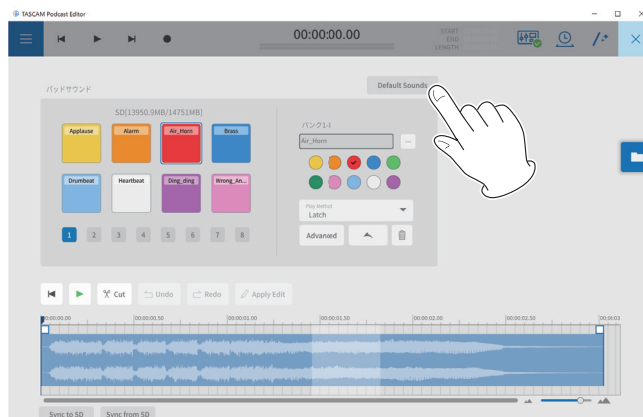 TASCAM Podcast Editor
00:00:00.00
START
END
LENGTH
パッドサウンド
Default Sounds
SD[13950.9MB/14751MB]
Applause
Alarm
Air_Horn
Brass
Drumbeat
Heartbeat
Ding_ding
Wrong_An...
1 2 3 4 5 6 7 8
バンク1-I
Air_Horn
...
Play Method
Latch
Advanxed
Cut
Undo
Redo
Apply Edit
00:00:00.00
00:00:00.50
00:00:01.00
00:00:01.50
00:00:02.00
00:00:02.50
00:00:03
Sync to SD
Sync from SD